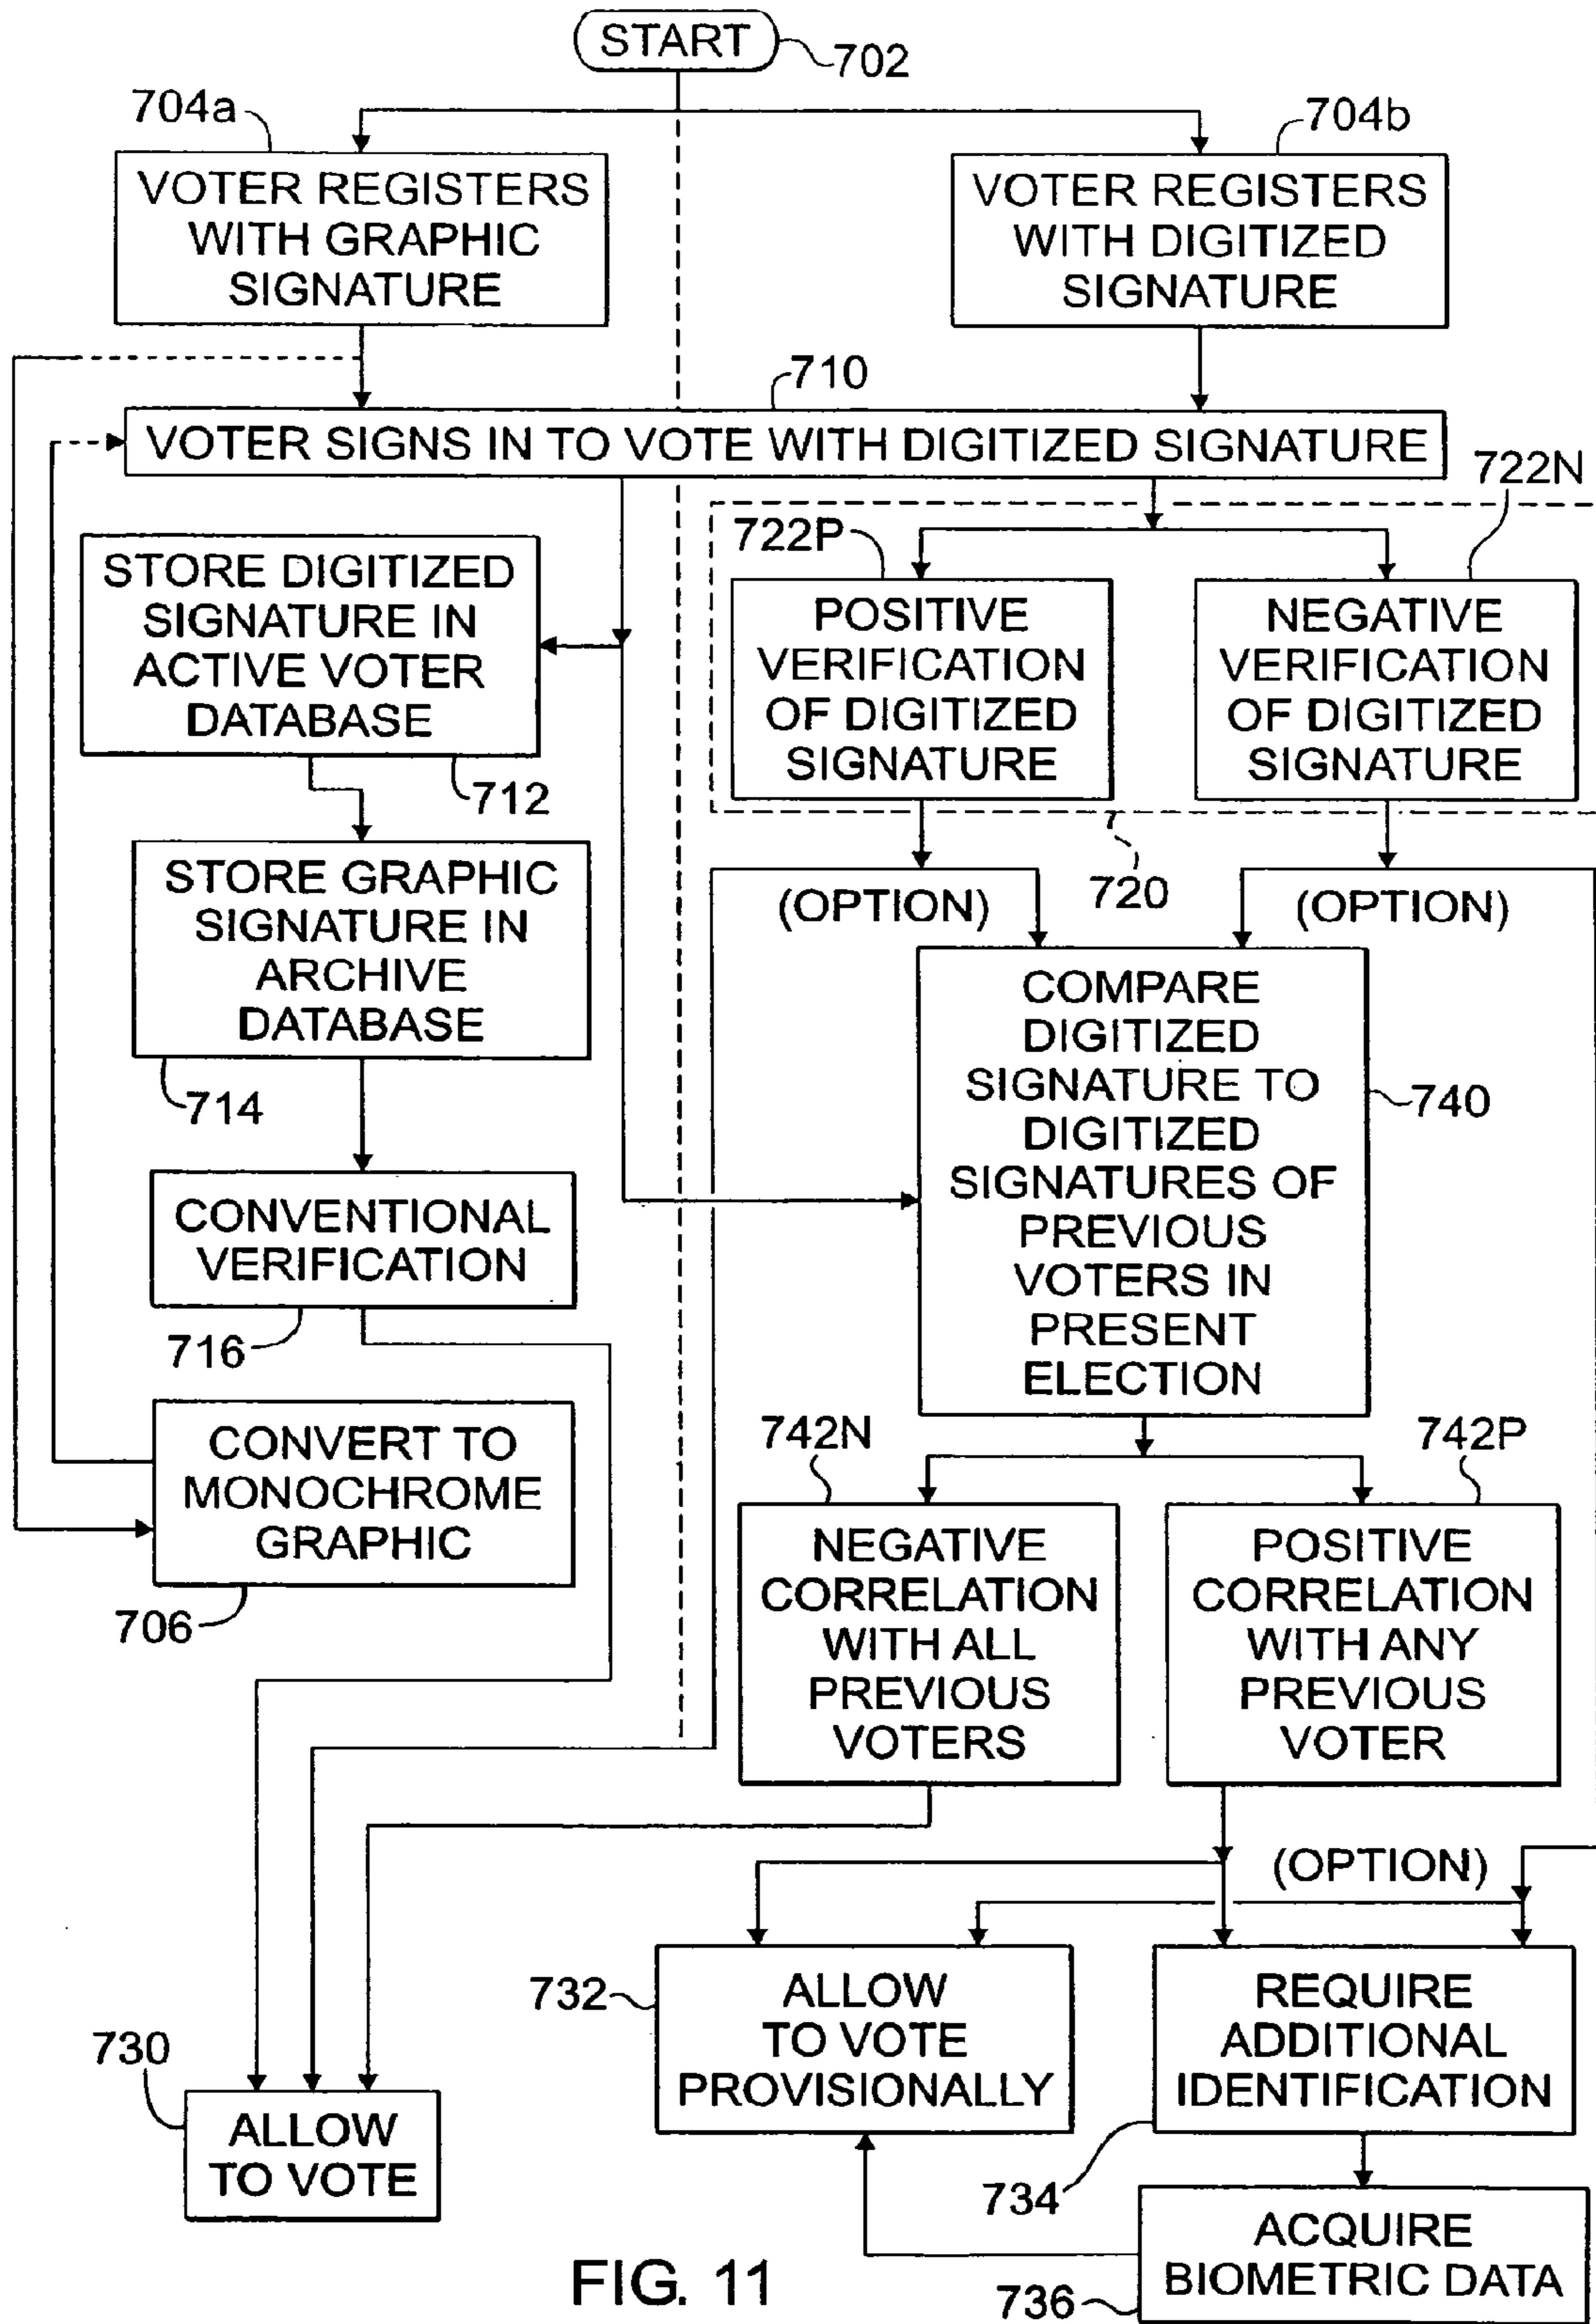 START
702
704a
704b
VOTER REGISTERS
WITH GRAPHIC
SIGNATURE
VOTER REGISTERS
WITH DIGITIZED
SIGNATURE
710
VOTER SIGNS IN TO VOTE WITH DIGITIZED SIGNATURE
722N
722P
STORE DIGITIZED
SIGNATURE IN
ACTIVE VOTER
DATABASE
712
POSITIVE
VERIFICATION
OF DIGITIZED
SIGNATURE
NEGATIVE
VERIFICATION
OF DIGITIZED
SIGNATURE
720
(OPTION)
(OPTION)
STORE GRAPHIC
SIGNATURE IN
ARCHIVE
DATABASE
714
COMPARE
DIGITIZED
SIGNATURE TO
DIGITIZED
SIGNATURES OF
PREVIOUS
VOTERS IN
PRESENT
ELECTION
740
CONVENTIONAL
VERIFICATION
716
CONVERT TO
MONOCHROME
GRAPHIC
706
742N
742P
NEGATIVE
CORRELATION
WITH ALL
PREVIOUS
VOTERS
POSITIVE
CORRELATION
WITH ANY
PREVIOUS
VOTER
(OPTION)
732
ALLOW
TO VOTE
PROVISIONALLY
REQUIRE
ADDITIONAL
IDENTIFICATION
734
730
ALLOW
TO VOTE
ACQUIRE
BIOMETRIC DATA
736
FIG. 11